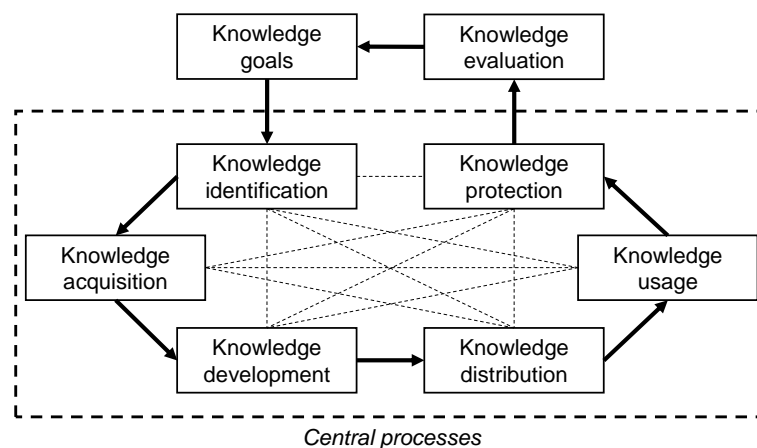 Knowledge
goals
Knowledge
evaluation
Knowledge
identification
Knowledge
protection
Knowledge
acquisition
Knowledge
usage
Knowledge
development
Knowledge
distribution
Central processes